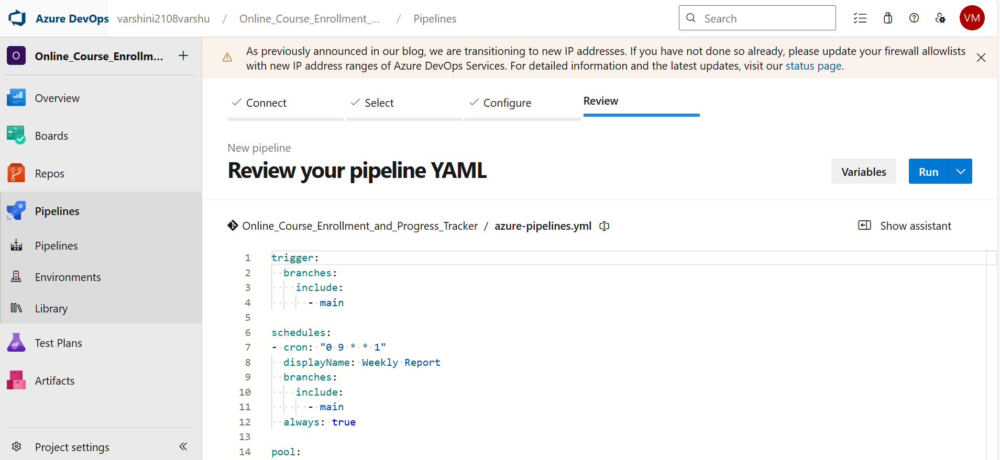 Azure DevOps varshini2108varshu / Online_Course_Enrollment_... / Pipelines Search VM
O Online_Course_Enrollm... +
As previously announced in our blog, we are transitioning to new IP addresses. If you have not done so already, please update your firewall allowlists
with new IP address ranges of Azure DevOps Services. For detailed information and the latest updates, visit our status page.
Overview
Boards
Repos
Pipelines
Pipelines
Environments
Library
Test Plans
Artifacts
Project settings
Connect Select Configure Review
New pipeline
Review your pipeline YAML
Variables Run
Online_Course_Enrollment_and_Progress_Tracker / azure-pipelines.yml
Show assistant
1 trigger:
2   branches:
3     include:
4       - main
5
6 schedules:
7 - cron: "0 9 * * 1"
8   displayName: Weekly Report
9   branches:
10     include:
11       - main
12   always: true
13
14 pool: